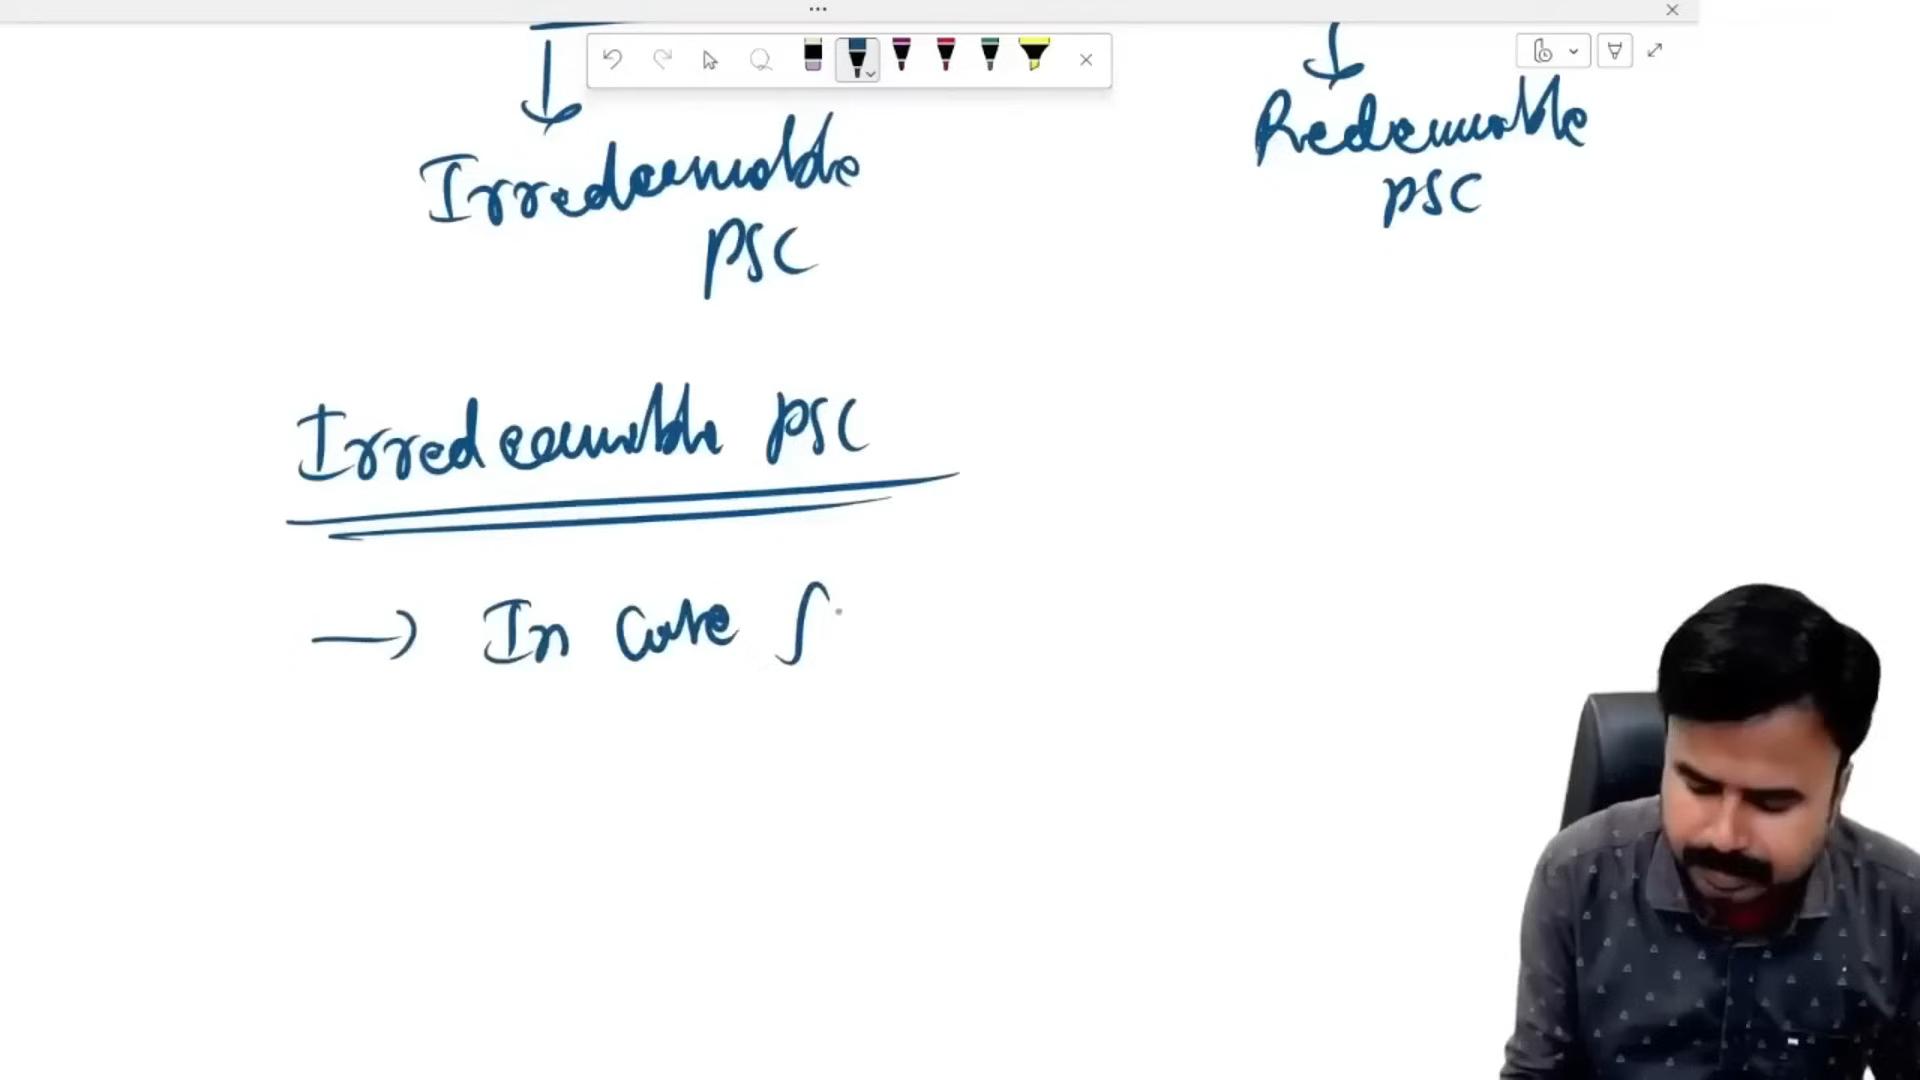 Irredeemable
PSC
Redeemable
PSC
Irredeemable PSC
→ In Case